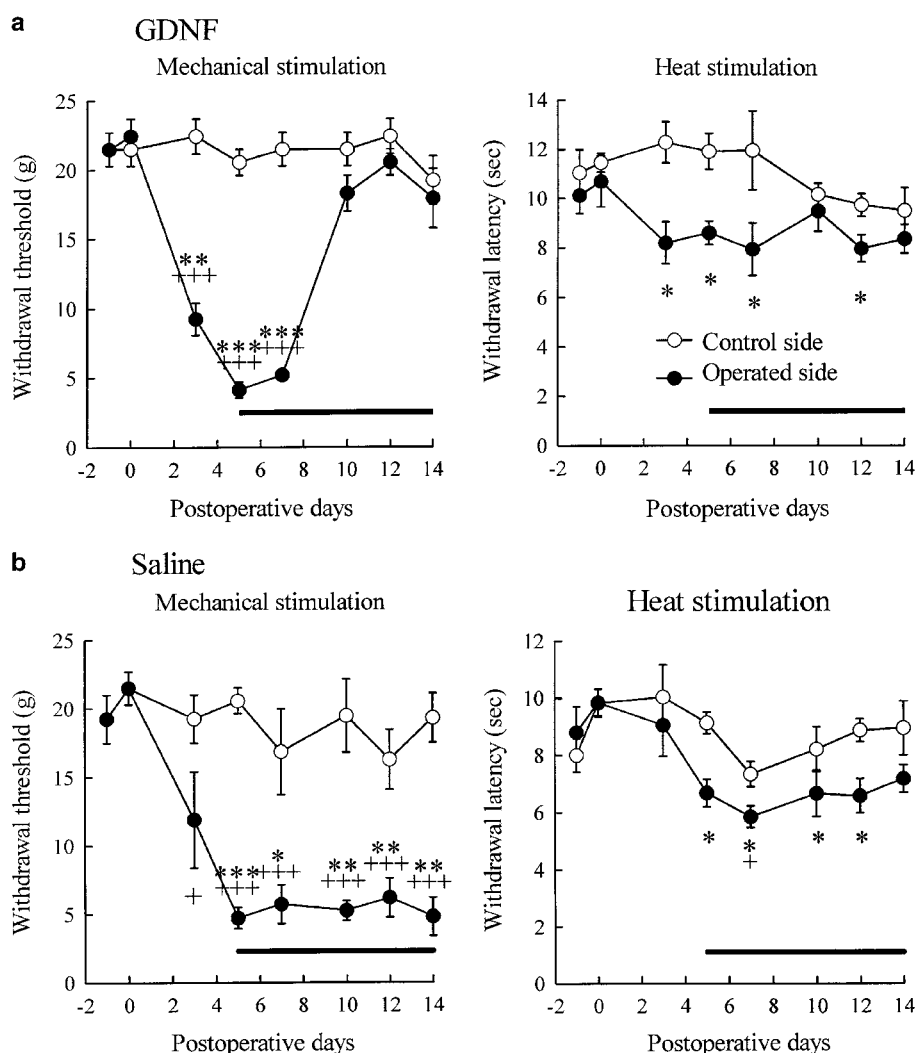 a
GDNF
Mechanical stimulation
25
20
15
10
5
0
Withdrawal threshold (g)
**
+++
***
+++
***
+++
-2 0 2 4 6 8 10 12 14
Postoperative days
Heat stimulation
14
12
10
8
6
4
2
0
Withdrawal latency (sec)
* * * *
Control side
Operated side
-2 0 2 4 6 8 10 12 14
Postoperative days
b
Saline
Mechanical stimulation
25
20
15
10
5
0
Withdrawal threshold (g)
+
***
+++
*
+++
**
+++
**
+++
**
+++
-2 0 2 4 6 8 10 12 14
Postoperative days
Heat stimulation
12
10
8
6
4
2
0
Withdrawal latency (sec)
* * * *
+
-2 0 2 4 6 8 10 12 14
Postoperative days